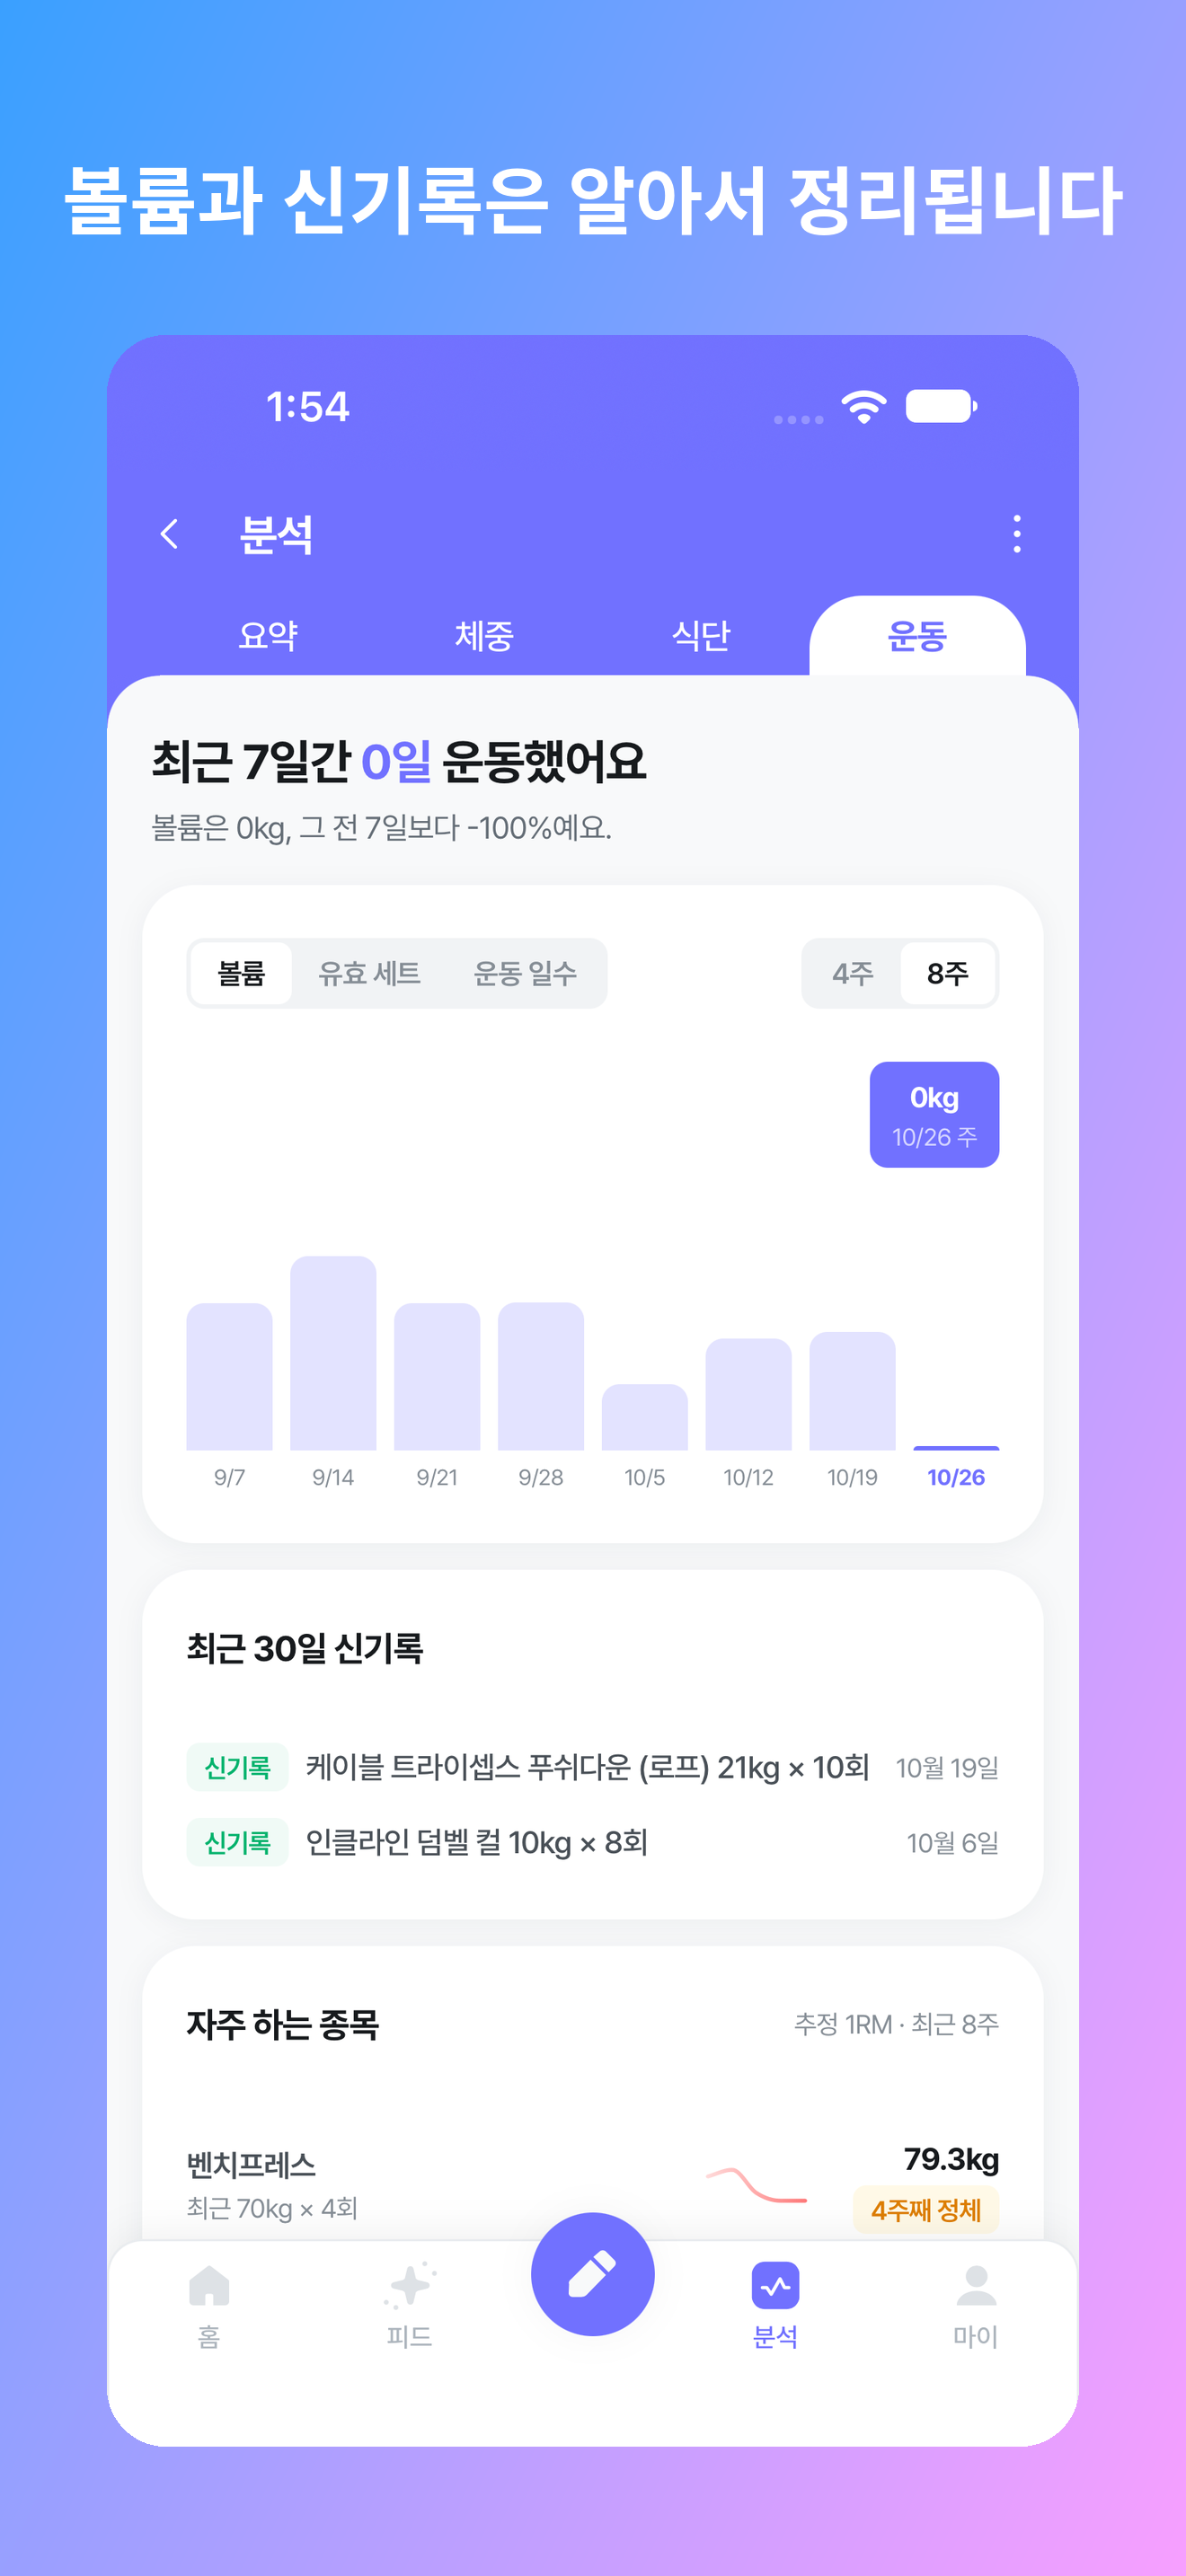 볼륨과 신기록은 알아서 정리됩니다
1:54
분석
요약 체중 식단 운동
최근 7일간 0일 운동했어요
볼륨은 0kg, 그 전 7일보다 -100%예요.
볼륨 유효 세트 운동 일수 4주 8주
0kg
10/26 주
9/7 9/14 9/21 9/28 10/5 10/12 10/19 10/26
최근 30일 신기록
신기록 케이블 트라이셉스 푸쉬다운 (로프) 21kg × 10회 10월 19일
신기록 인클라인 덤벨 컬 10kg × 8회 10월 6일
자주 하는 종목 추정 1RM · 최근 8주
벤치프레스 79.3kg
최근 70kg × 4회 4주째 정체
홈 피드 분석 마이